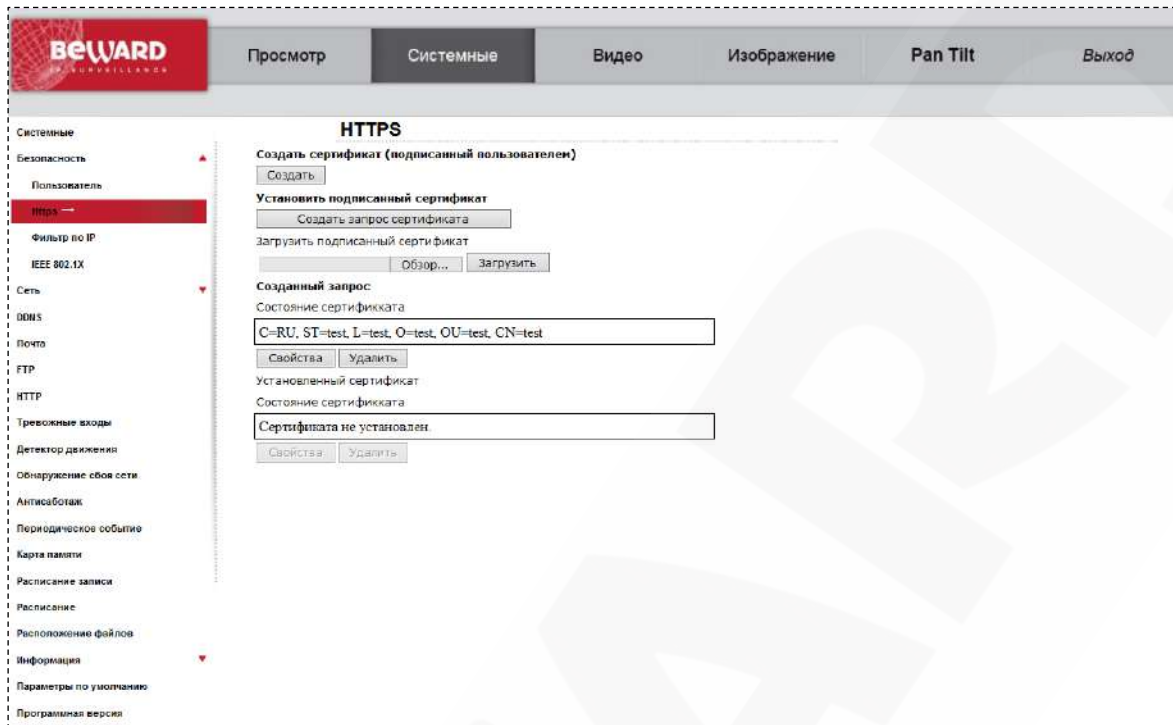 BEWARD
IP SURVEILLANCE
Просмотр
Системные
Видео
Изображение
Pan Tilt
Выход
Системные
Безопасность
Пользователь
Https →
Фильтр по IP
IEEE 802.1X
Сеть
DDNS
Почта
FTP
HTTP
Тревожные входы
Детектор движения
Обнаружение сбоя сети
Антисаботаж
Периодическое событие
Карта памяти
Расписание записи
Расписание
Расположение файлов
Информация
Параметры по умолчанию
Программная версия
HTTPS
Создать сертификат (подписанный пользователем)
Создать
Установить подписанный сертификат
Создать запрос сертификата
Загрузить подписанный сертификат
Обзор... Загрузить
Созданный запрос
Состояние сертификката
C=RU, ST=test, L=test, O=test, OU=test, CN=test
Свойства Удалить
Установленный сертификат
Состояние сертификката
Сертификата не установлен.
Свойства Удалить